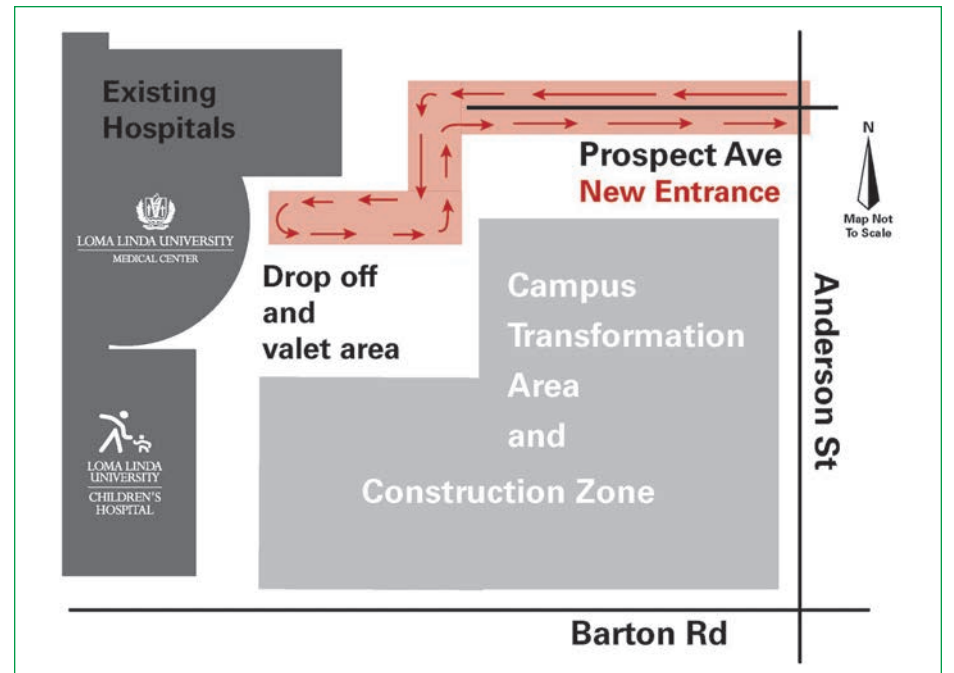 Existing
Hospitals
LOMA LINDA UNIVERSITY
MEDICAL CENTER
LOMA LINDA
UNIVERSITY
CHILDREN'S
HOSPITAL
Drop off
and
valet area
Prospect Ave
New Entrance
N
Map Not
To Scale
Campus
Transformation
Area
and
Construction Zone
Anderson St
Barton Rd